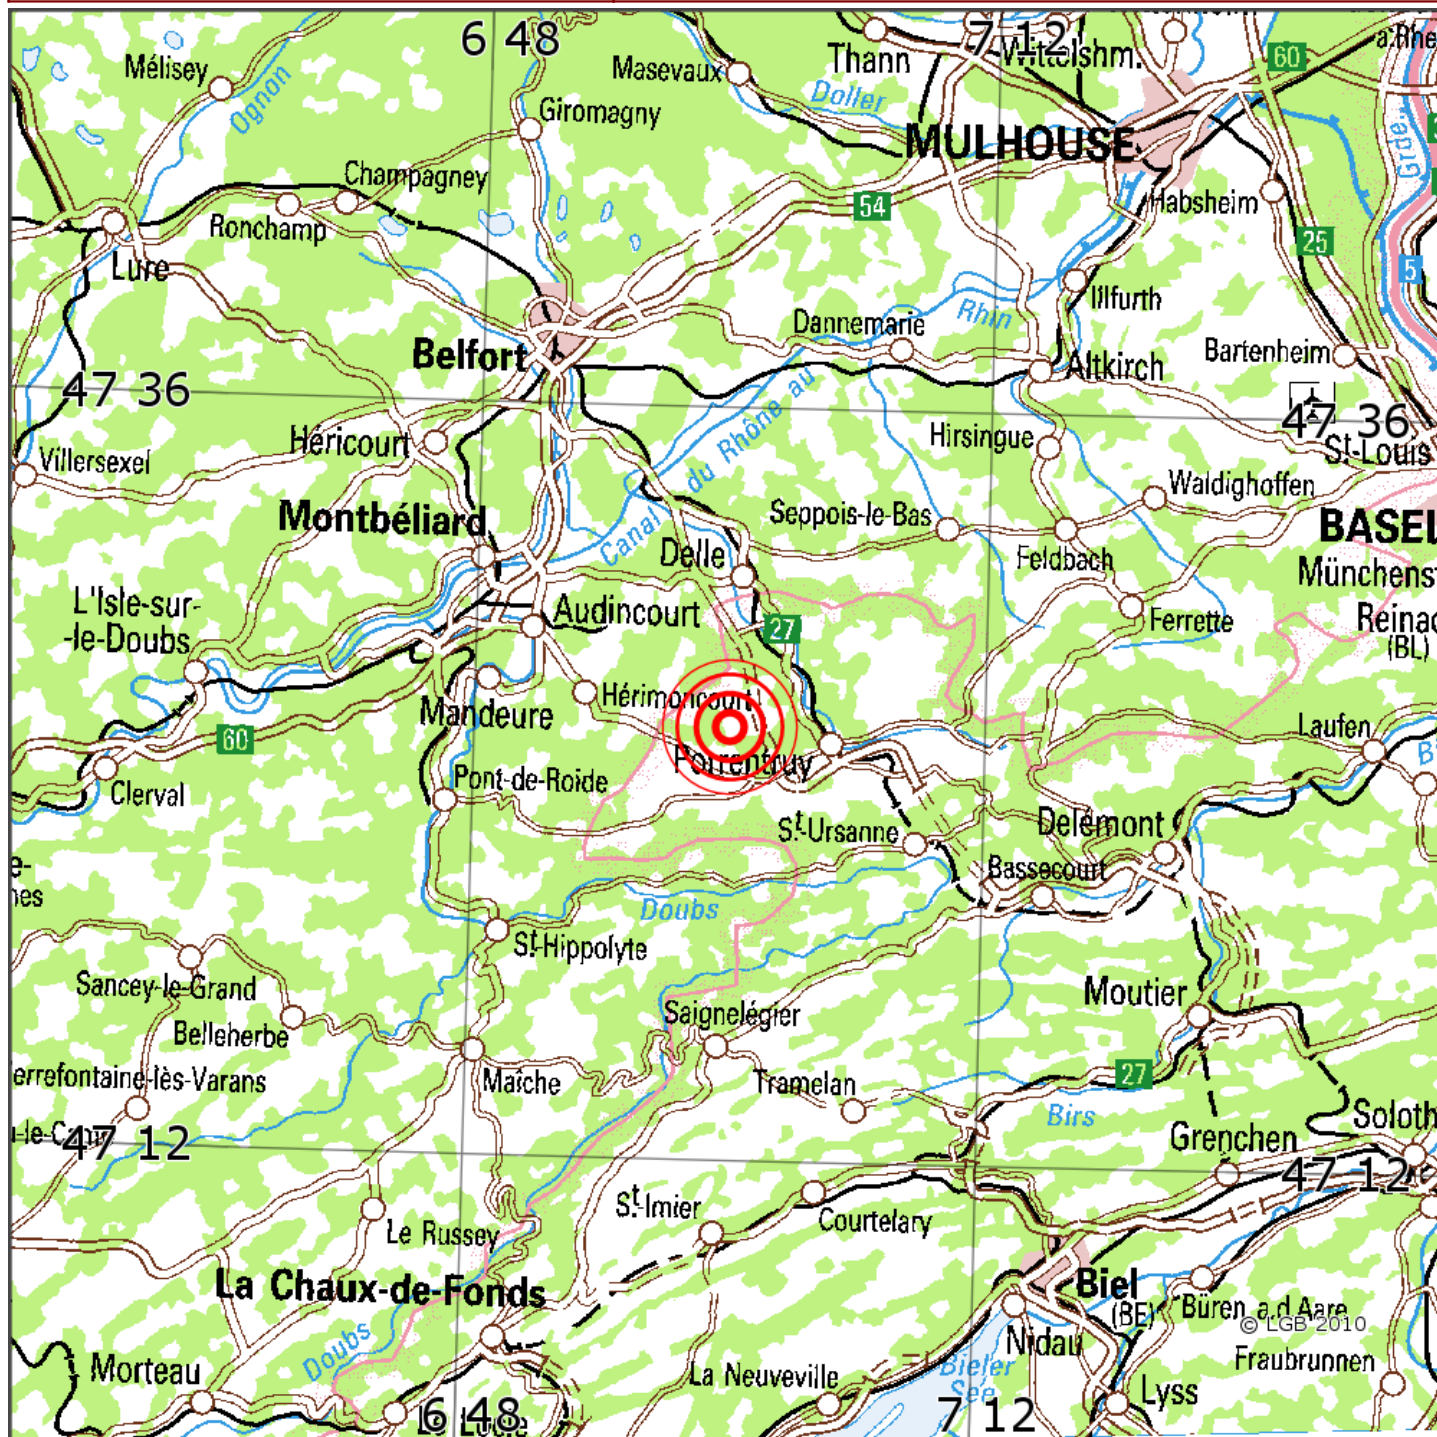 6 48
7 12
Thann
Wittelshm.
60
a.Rhe
Mélisey
Ognon
Masevaux
Doller
Giromagny
MULHOUSE
Grde.
Champagney
Habsheim
54
Ronchamp
25
Lure
5
Illfurth
Rhin
Dannemarie
Belfort
Altkirch
Bartenheim
47 36
47 36
Héricourt
Hirsingue
St-Louis
Villersexel
du Rhône au
Waldighoffen
Montbéliard
Seppois-le-Bas
BASEL
Canal
Delle
Feldbach
Münchens
L'Isle-sur-
-le-Doubs
Audincourt
27
Ferrette
Reinac
(BL)
Hérimoncourt
Mandeure
Laufen
60
Porrentruy
B
Clerval
Pont-de-Roide
St-Ursanne
Delémont
Bassecourt
e-
nes
Doubs
St-Hippolyte
Sancey-le-Grand
Moutier
Belleherbe
Saignelégier
errefontaine-lès-Varans
Maîche
Tramelan
27
Birs
Soloth
47 12
Grenchen
47 12
St-Imier
Courtelary
Le Russey
La Chaux-de-Fonds
Biel
(BE)
Büren a.d.Aare
© LGB 2010
Doubs
Nidau
Fraubrunnen
Morteau
La Neuveville
Bieler
See
Lyss
6 48
Le Locle
7 12